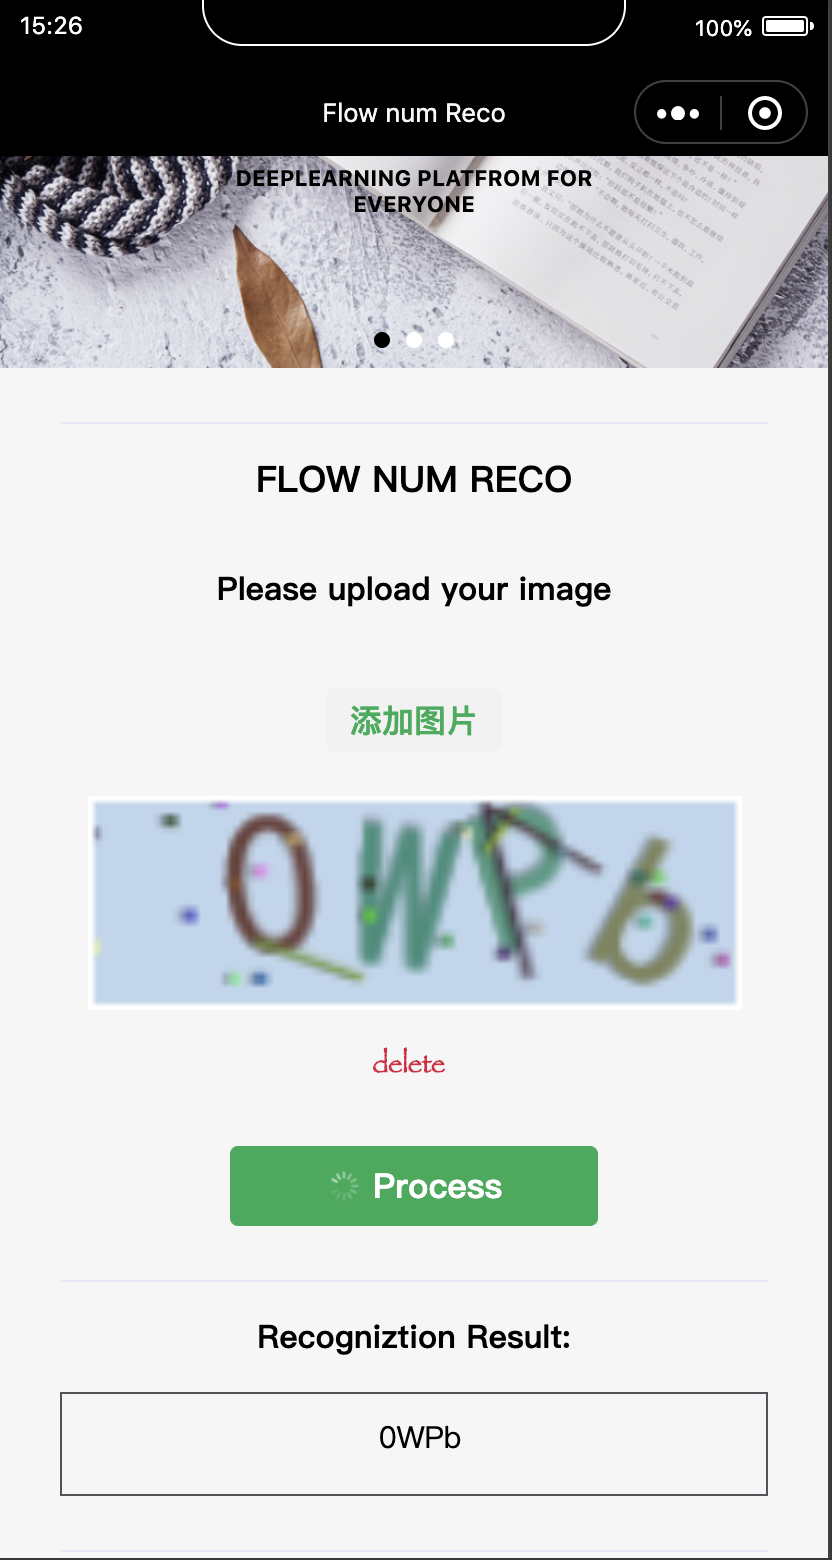 15:26
100%
Flow num Reco
DEEPLEARNING PLATFROM FOR
EVERYONE
FLOW NUM RECO
Please upload your image
添加图片
0WPb
delete
Process
Recogniztion Result:
0WPb